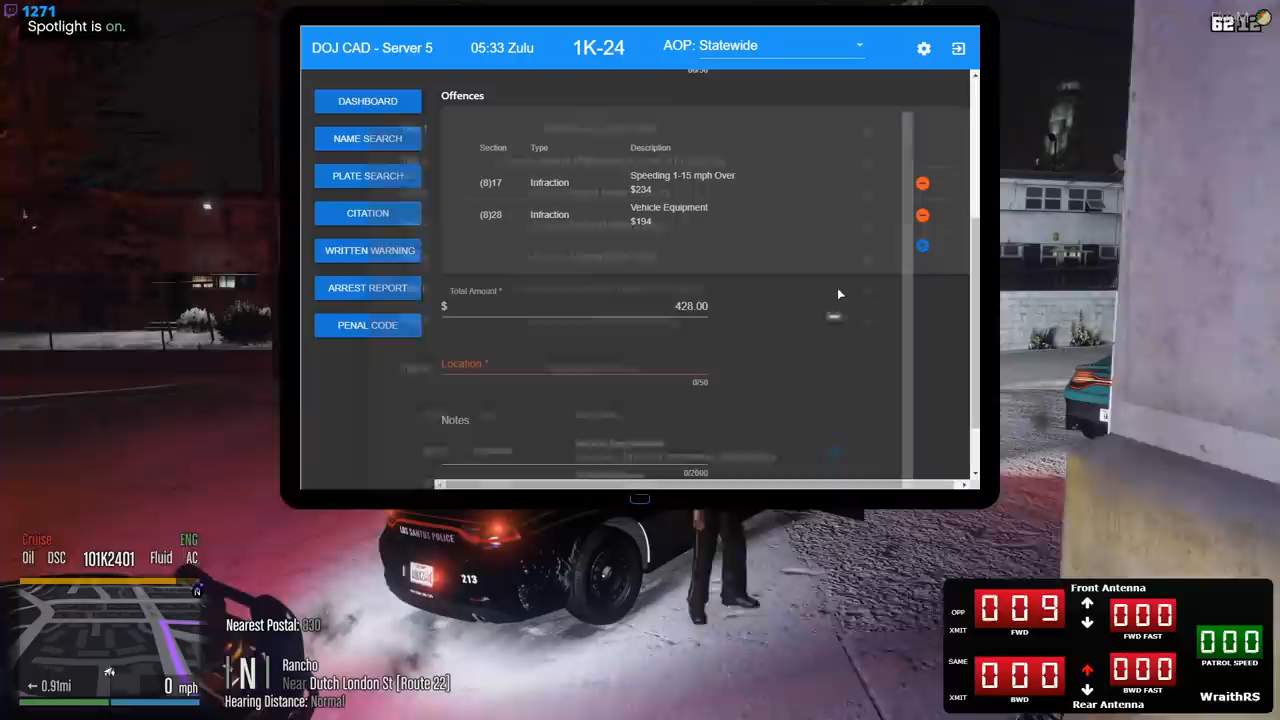 1271
Spotlight is on.
DOJ CAD - Server 5
05:33 Zulu
1K-24
AOP: Statewide
DASHBOARD
NAME SEARCH
PLATE SEARCH
CITATION
WRITTEN WARNING
ARREST REPORT
PENAL CODE
Offences
Section Type Description
(8)17 Infraction Speeding 1-15 mph Over
$234
(8)28 Infraction Vehicle Equipment
$194
Total Amount *
$ 428.00
Location *
0/50
Notes
0/2000
LOS SANTOS POLICE
213
Cruise ENG
Oil DSC 101K2401 Fluid AC
N
0.91mi
0 mph
Nearest Postal: 830
N
Rancho
Near Dutch London St [Route 22]
Hearing Distance: Normal
Front Antenna
OPP
XMIT
009
FWD
000
FWD FAST
000
PATROL SPEED
SAME
XMIT
000
BWD
000
BWD FAST
Rear Antenna
WraithRS